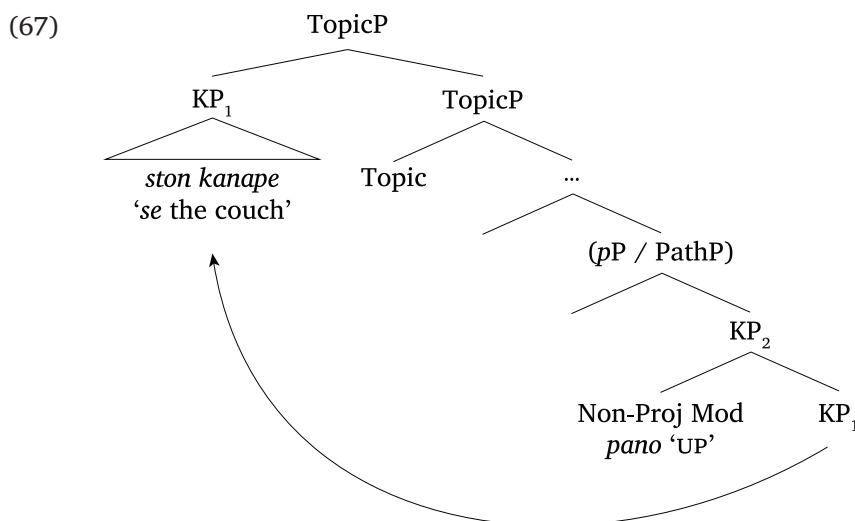 (67)
TopicP
KP₁ TopicP
ston kanape Topic ...
‘se the couch’
(pP / PathP)
KP₂
Non-Proj Mod KP₁
pano ‘UP’